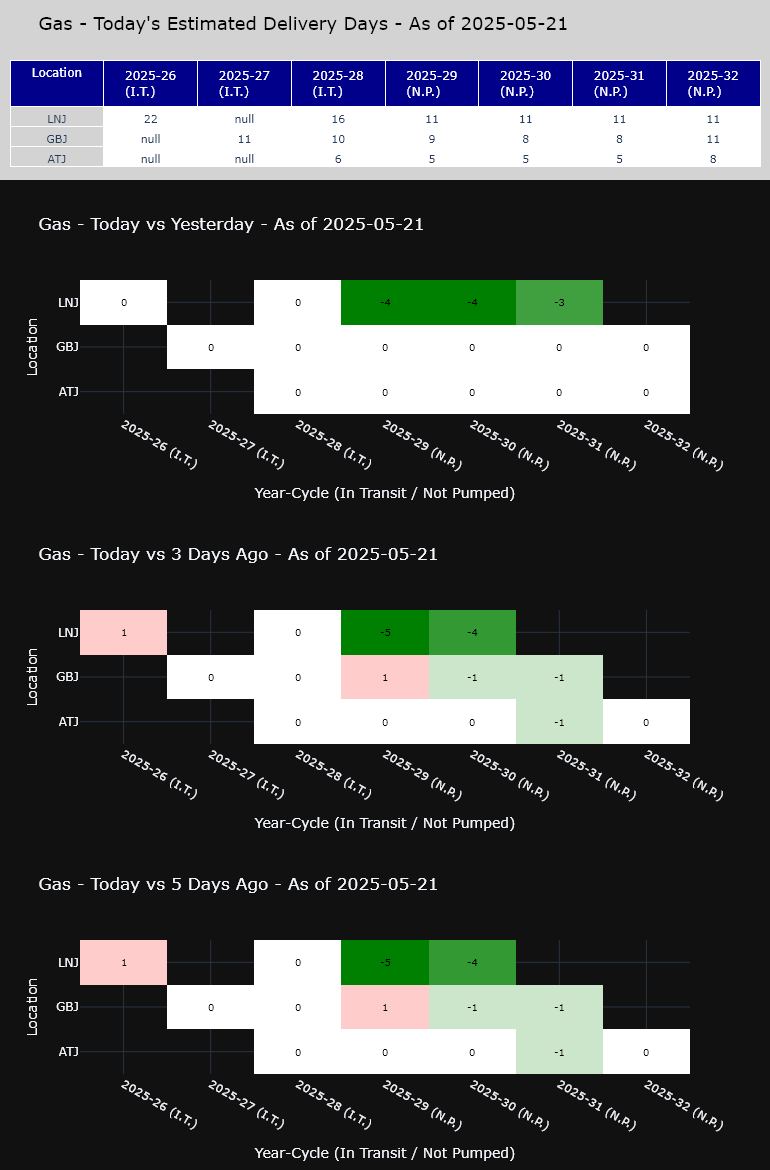 Gas - Today's Estimated Delivery Days - As of 2025-05-21
Location 2025-26 (I.T.) 2025-27 (I.T.) 2025-28 (I.T.) 2025-29 (N.P.) 2025-30 (N.P.) 2025-31 (N.P.) 2025-32 (N.P.)
LNJ 22 null 16 11 11 11 11
GBJ null 11 10 9 8 8 11
ATJ null null 6 5 5 5 8
Gas - Today vs Yesterday - As of 2025-05-21
Location
LNJ 0 0 -4 -4 -3
GBJ 0 0 0 0 0 0
ATJ 0 0 0 0 0
2025-26 (I.T.) 2025-27 (I.T.) 2025-28 (I.T.) 2025-29 (N.P.) 2025-30 (N.P.) 2025-31 (N.P.) 2025-32 (N.P.)
Year-Cycle (In Transit / Not Pumped)
Gas - Today vs 3 Days Ago - As of 2025-05-21
Location
LNJ 1 0 -5 -4
GBJ 0 0 1 -1 -1
ATJ 0 0 0 -1 0
2025-26 (I.T.) 2025-27 (I.T.) 2025-28 (I.T.) 2025-29 (N.P.) 2025-30 (N.P.) 2025-31 (N.P.) 2025-32 (N.P.)
Year-Cycle (In Transit / Not Pumped)
Gas - Today vs 5 Days Ago - As of 2025-05-21
Location
LNJ 1 0 -5 -4
GBJ 0 0 1 -1 -1
ATJ 0 0 0 -1 0
2025-26 (I.T.) 2025-27 (I.T.) 2025-28 (I.T.) 2025-29 (N.P.) 2025-30 (N.P.) 2025-31 (N.P.) 2025-32 (N.P.)
Year-Cycle (In Transit / Not Pumped)